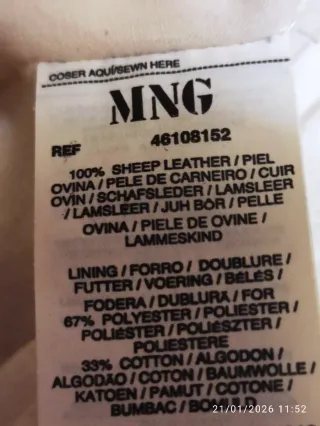 COSER AQUÍ/SEWN HERE
MNG
REF 46108152
100% SHEEP LEATHER / PIEL
OVINA / PELE DE CARNEIRO / CUIR
OVIN / SCHAFSLEDER / LAMSLEER
/ LAMSLEER / JUH BŐR / PELLE
OVINA / PIELE DE OVINE /
LAMMESKIND
LINING / FORRO / DOUBLURE /
FUTTER / VOERING / BÉLÉS /
FODERA / DUBLURA / FOR
67% POLYESTER / POLIESTER /
POLIÉSTER / POLIÉSZTER /
POLIESTERE
33% COTTON / ALGODON /
ALGODÃO / COTON / BAUMWOLLE /
KATOEN / PAMUT / COTONE /
BUMBAC /
21/01/2026 11:52